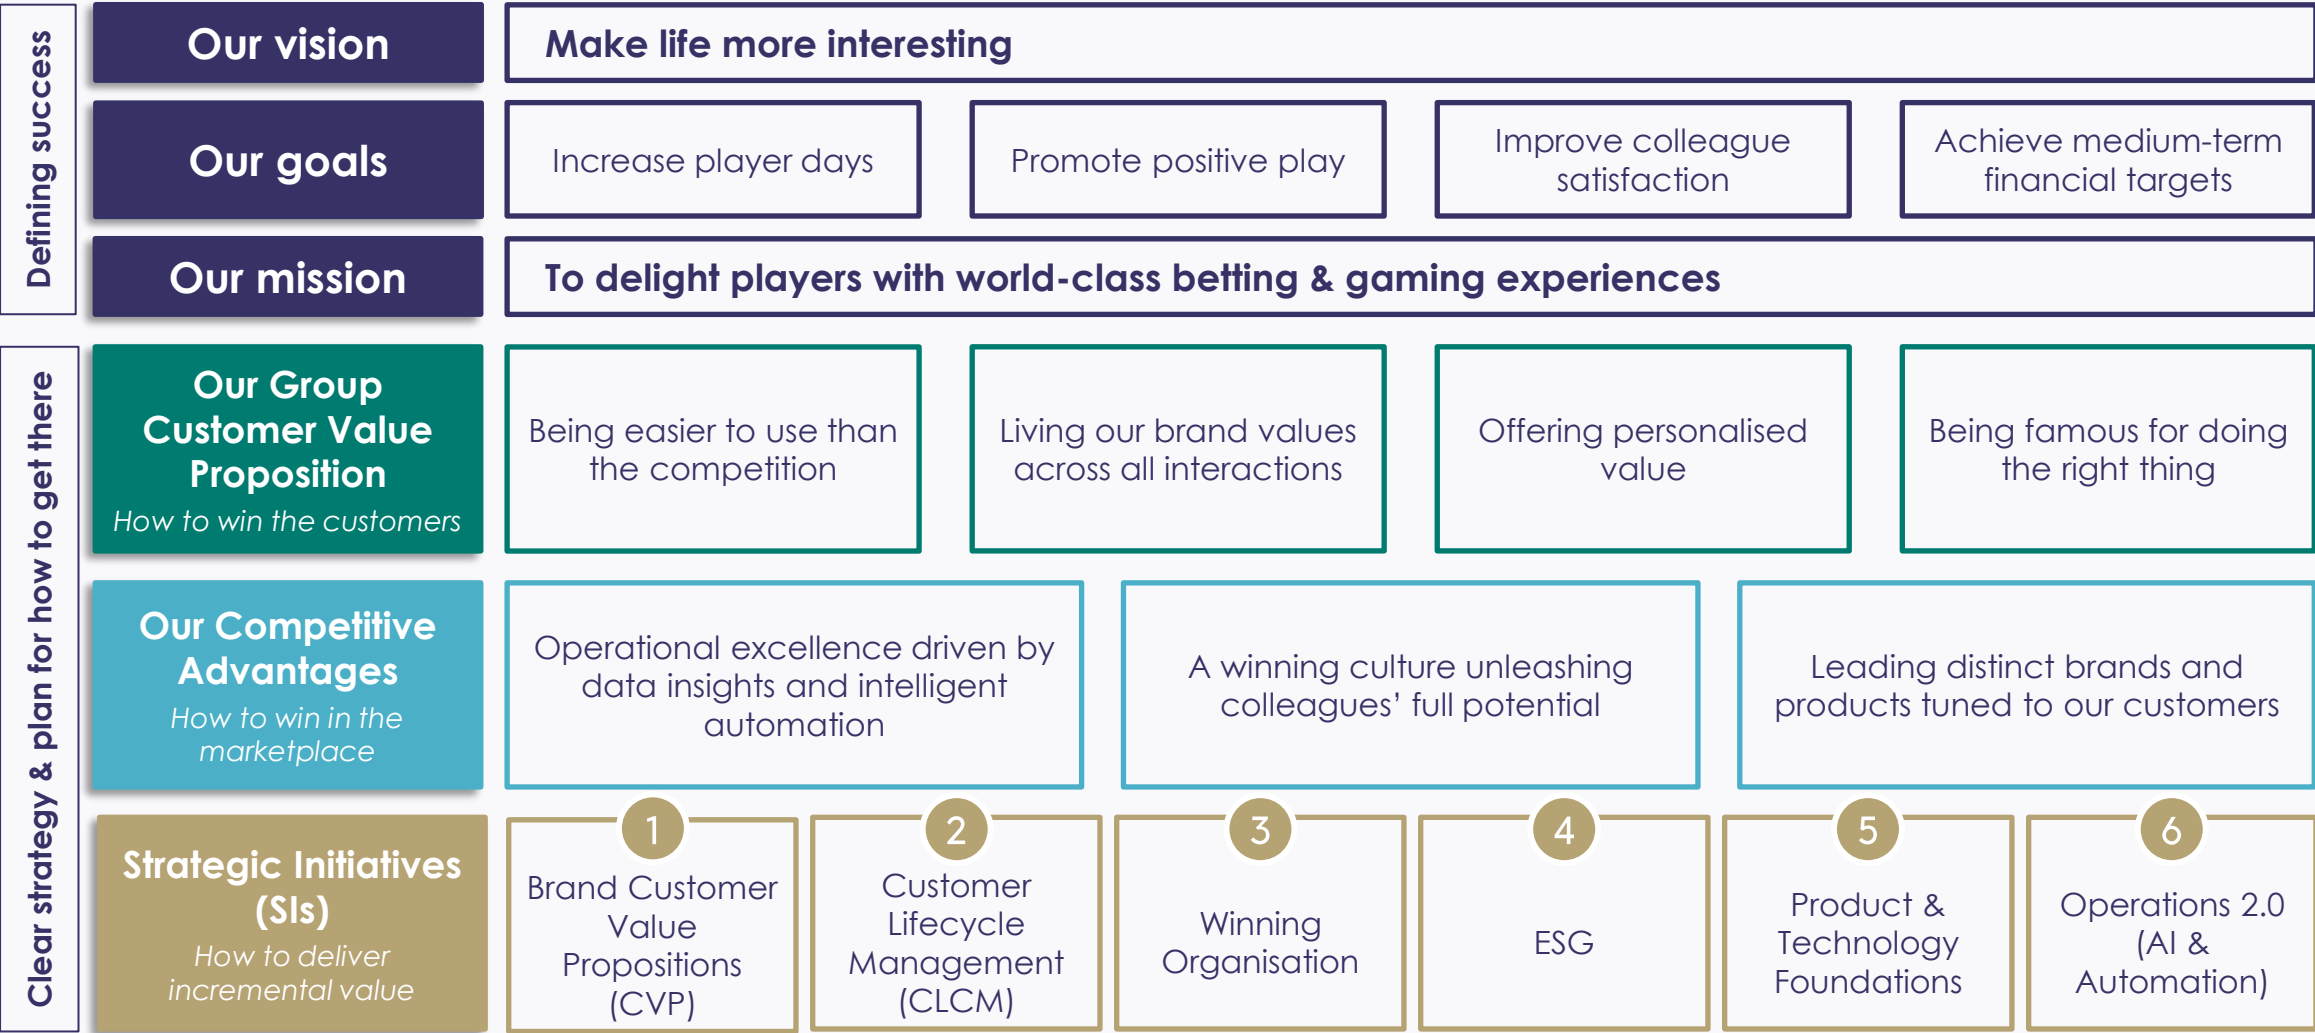 Defining success
Our vision
Make life more interesting
Our goals
Increase player days
Promote positive play
Improve colleague
satisfaction
Achieve medium-term
financial targets
Our mission
To delight players with world-class betting & gaming experiences
Clear strategy & plan for how to get there
Our Group
Customer Value
Proposition
How to win the customers
Being easier to use than
the competition
Living our brand values
across all interactions
Offering personalised
value
Being famous for doing
the right thing
Our Competitive
Advantages
How to win in the
marketplace
Operational excellence driven by
data insights and intelligent
automation
A winning culture unleashing
colleagues’ full potential
Leading distinct brands and
products tuned to our customers
Strategic Initiatives
(SIs)
How to deliver
incremental value
1
Brand Customer
Value
Propositions
(CVP)
2
Customer
Lifecycle
Management
(CLCM)
3
Winning
Organisation
4
ESG
5
Product &
Technology
Foundations
6
Operations 2.0
(AI &
Automation)